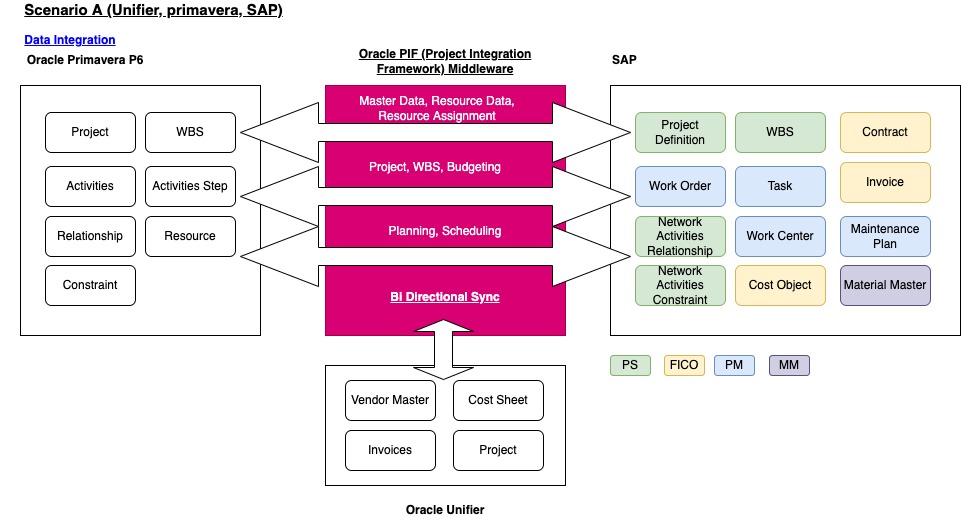 Scenario A (Unifier, primavera, SAP)
Data Integration
Oracle Primavera P6
Oracle PIF (Project Integration
Framework) Middleware
SAP
Project
WBS
Activities
Activities Step
Relationship
Resource
Constraint
Master Data, Resource Data,
Resource Assignment
Project, WBS, Budgeting
Planning, Scheduling
Bi Directional Sync
Project
Definition
WBS
Contract
Work Order
Task
Invoice
Network
Activities
Relationship
Work Center
Maintenance
Plan
Network
Activities
Constraint
Cost Object
Material Master
PS
FICO
PM
MM
Vendor Master
Cost Sheet
Invoices
Project
Oracle Unifier